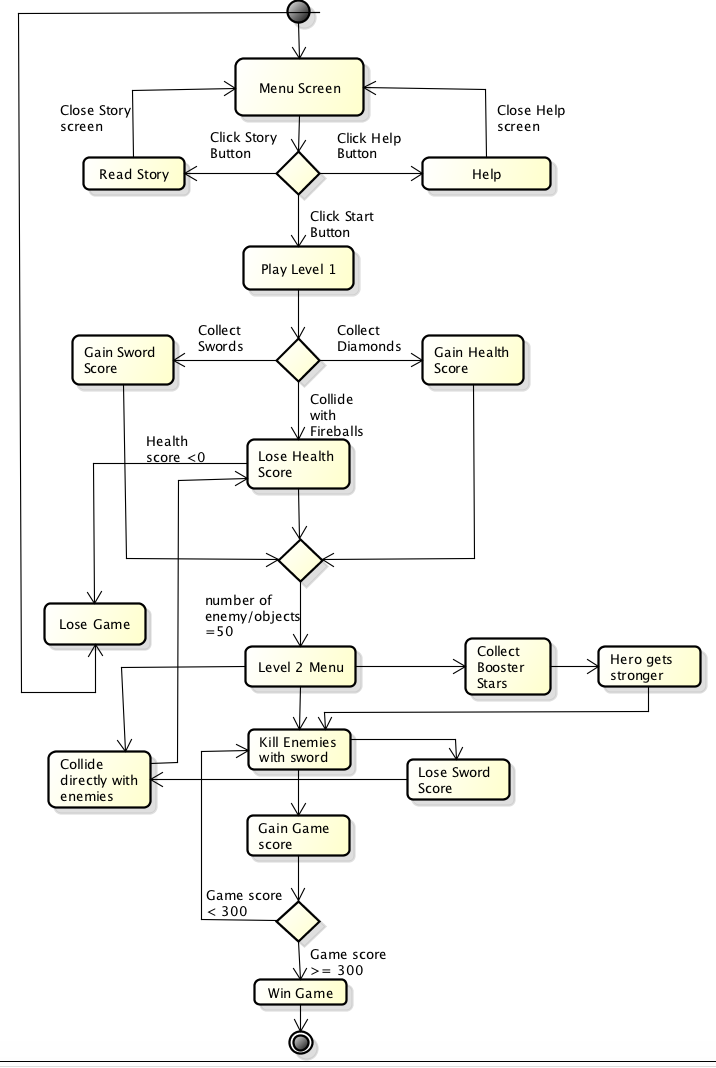 Menu Screen
Close Story
screen
Close Help
screen
Click Story
Button
Click Help
Button
Read Story
Help
Click Start
Button
Play Level 1
Collect
Swords
Collect
Diamonds
Gain Sword
Score
Gain Health
Score
Collide
with
Fireballs
Health
score <0
Lose Health
Score
number of
enemy/objects
=50
Lose Game
Level 2 Menu
Collect
Booster
Stars
Hero gets
stronger
Kill Enemies
with sword
Collide
directly with
enemies
Lose Sword
Score
Gain Game
score
Game score
< 300
Game score
>= 300
Win Game